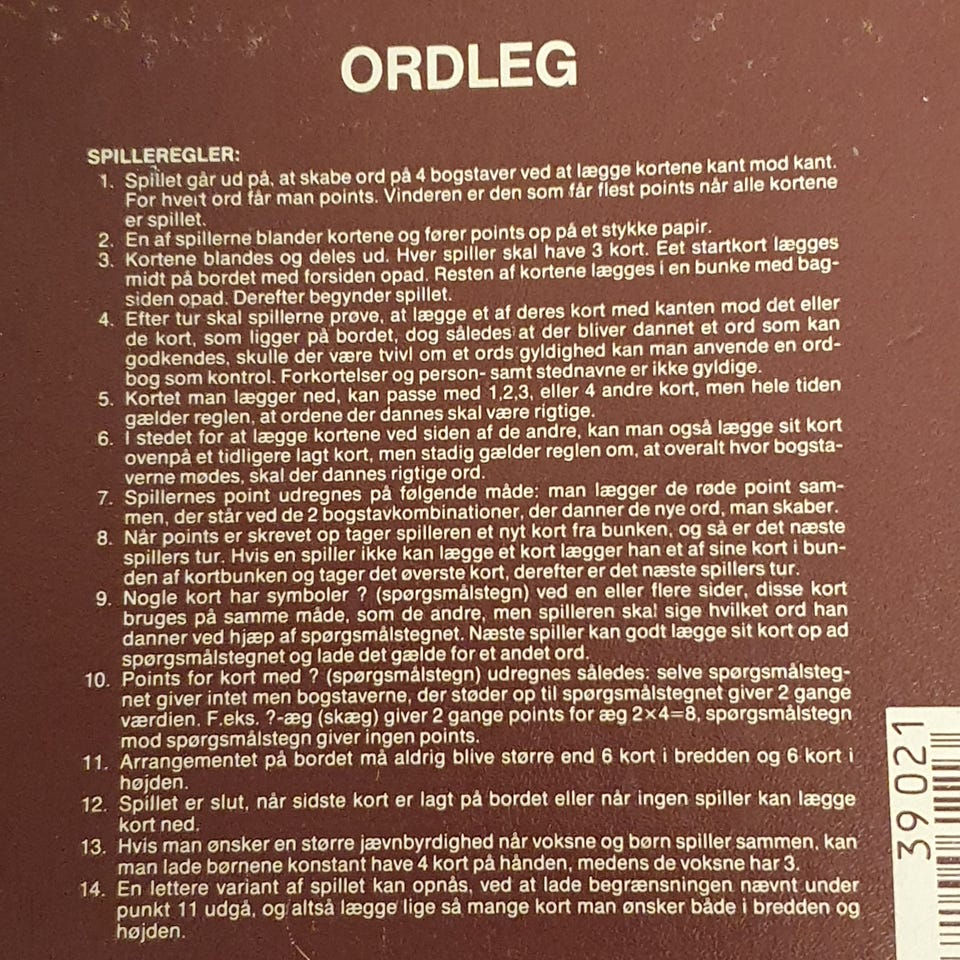 ORDLEG
SPILLEREGLER:
1. Spillet går ud på, at skabe ord på 4 bogstaver ved at lægge kortene kant mod kant.
For hvert ord får man points. Vinderen er den som får flest points når alle kortene
er spillet.
2. En af spillerne blander kortene og fører points op på et stykke papir.
3. Kortene blandes og deles ud. Hver spiller skal have 3 kort. Eet startkort lægges
midt på bordet med forsiden opad. Resten af kortene lægges i en bunke med bag-
siden opad. Derefter begynder spillet.
4. Efter tur skal spillerne prøve, at lægge et af deres kort med kanten mod det eller
de kort, som ligger på bordet, dog således at der bliver dannet et ord som kan
godkendes, skulle der være tvivl om et ords gyldighed kan man anvende en ord-
bog som kontrol. Forkortelser og person- samt stednavne er ikke gyldige.
5. Kortet man lægger ned, kan passe med 1,2,3, eller 4 andre kort, men hele tiden
gælder reglen, at ordene der dannes skal være rigtige.
6. I stedet for at lægge kortene ved siden af de andre, kan man også lægge sit kort
ovenpå et tidligere lagt kort, men stadig gælder reglen om, at overalt hvor bogsta-
verne mødes, skal der dannes rigtige ord.
7. Spillernes point udregnes på følgende måde: man lægger de røde point sam-
men, der står ved de 2 bogstavkombinationer, der danner de nye ord, man skaber.
8. Når points er skrevet op tager spilleren et nyt kort fra bunken, og så er det næste
spillers tur. Hvis en spiller ikke kan lægge et kort lægger han et af sine kort i bun-
den af kortbunken og tager det øverste kort, derefter er det næste spillers tur.
9. Nogle kort har symboler ? (spørgsmålstegn) ved en eller flere sider, disse kort
bruges på samme måde, som de andre, men spilleren skal sige hvilket ord han
danner ved hjæp af spørgsmålstegnet. Næste spiller kan godt lægge sit kort op ad
spørgsmålstegnet og lade det gælde for et andet ord.
10. Points for kort med ? (spørgsmålstegn) udregnes således: selve spørgsmålsteg-
net giver intet men bogstaverne, der støder op til spørgsmålstegnet giver 2 gange
værdien. F.eks. ?-æg (skæg) giver 2 gange points for æg 2×4=8, spørgsmålstegn
mod spørgsmålstegn giver ingen points.
11. Arrangementet på bordet må aldrig blive større end 6 kort i bredden og 6 kort i
højden.
12. Spillet er slut, når sidste kort er lagt på bordet eller når ingen spiller kan lægge
kort ned.
13. Hvis man ønsker en større jævnbyrdighed når voksne og børn spiller sammen, kan
man lade børnene konstant have 4 kort på hånden, medens de voksne har 3.
14. En lettere variant af spillet kan opnås, ved at lade begrænsningen nævnt under
punkt 11 udgå, og altså lægge lige så mange kort man ønsker både i bredden og
højden.
39 021